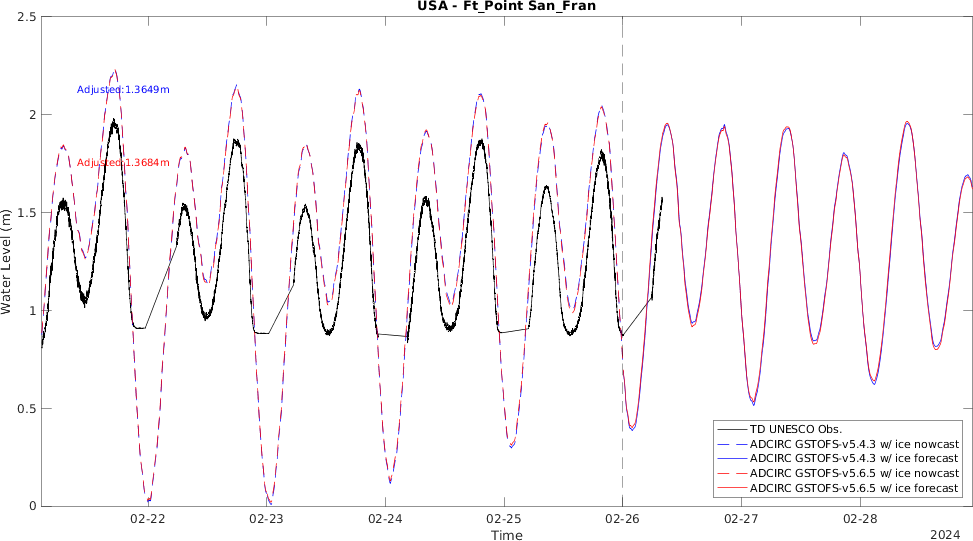 USA - Ft_Point San_Fran
2.5
2
1.5
1
0.5
0
Water Level (m)
Adjusted:1.3649m
Adjusted:1.3684m
TD UNESCO Obs.
ADCIRC GSTOFS-v5.4.3 w/ ice nowcast
ADCIRC GSTOFS-v5.4.3 w/ ice forecast
ADCIRC GSTOFS-v5.6.5 w/ ice nowcast
ADCIRC GSTOFS-v5.6.5 w/ ice forecast
02-22 02-23 02-24 02-25 02-26 02-27 02-28
Time
2024